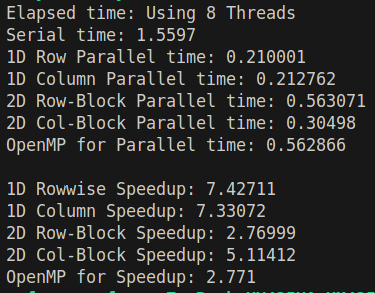 Elapsed time: Using 8 Threads
Serial time: 1.5597
1D Row Parallel time: 0.210001
1D Column Parallel time: 0.212762
2D Row-Block Parallel time: 0.563071
2D Col-Block Parallel time: 0.30498
OpenMP for Parallel time: 0.562866
1D Rowwise Speedup: 7.42711
1D Column Speedup: 7.33072
2D Row-Block Speedup: 2.76999
2D Col-Block Speedup: 5.11412
OpenMP for Speedup: 2.771